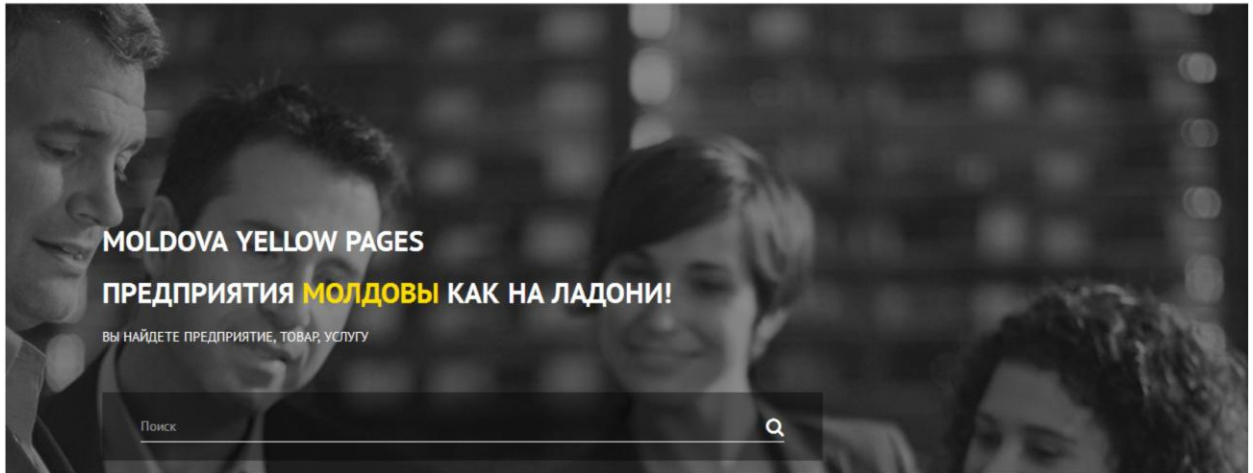 MOLDOVA YELLOW PAGES
ПРЕДПРИЯТИЯ МОЛДОВЫ КАК НА ЛАДОНИ!
ВЫ НАЙДЕТЕ ПРЕДПРИЯТИЕ, ТОВАР, УСЛУГУ
Поиск